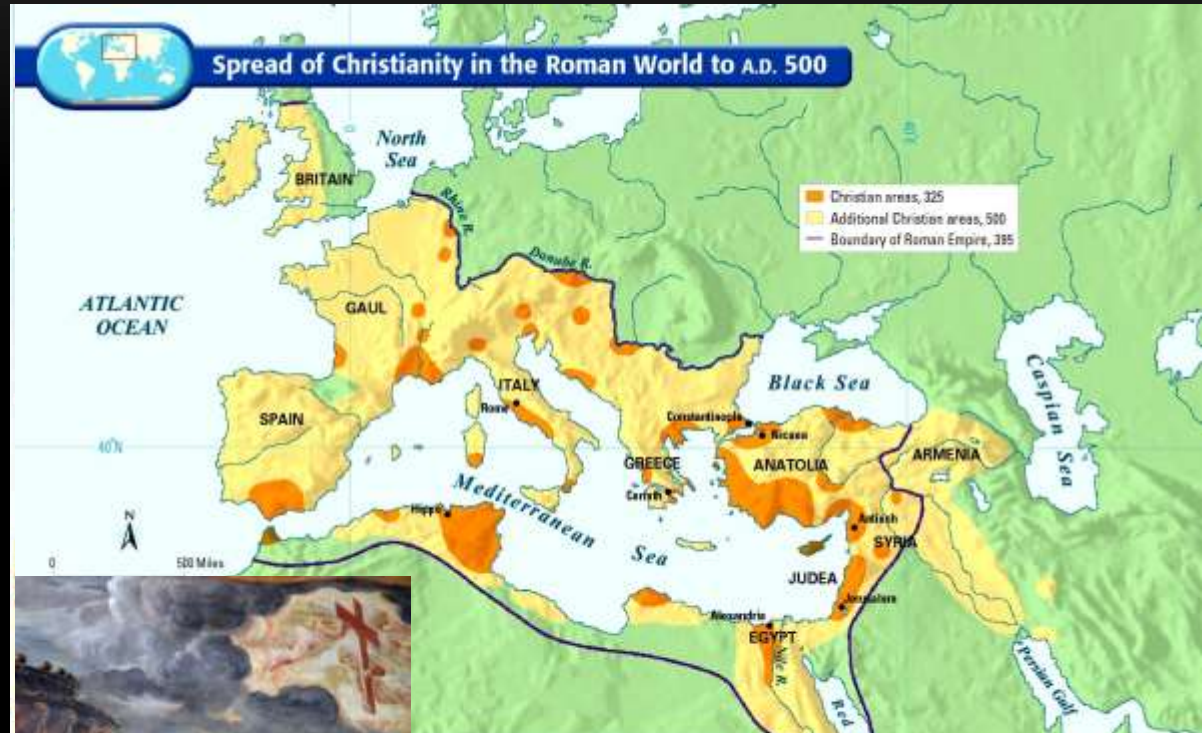 Spread of Christianity in the Roman World to A.D. 500
North
Sea
BRITAIN
Rhine R.
Christian areas, 325
Additional Christian areas, 500
Boundary of Roman Empire, 395
Danube R.
ATLANTIC
OCEAN
GAUL
Black Sea
Caspian Sea
ITALY
Rome
SPAIN
Constantinople
Nicaea
40°N
GREECE
ANATOLIA
ARMENIA
Corinth
Mediterranean
Sea
Hippo
Antioch
SYRIA
N
0
500 Miles
JUDEA
Jerusalem
Alexandria
EGYPT
Nile R.
Red
Persian Gulf